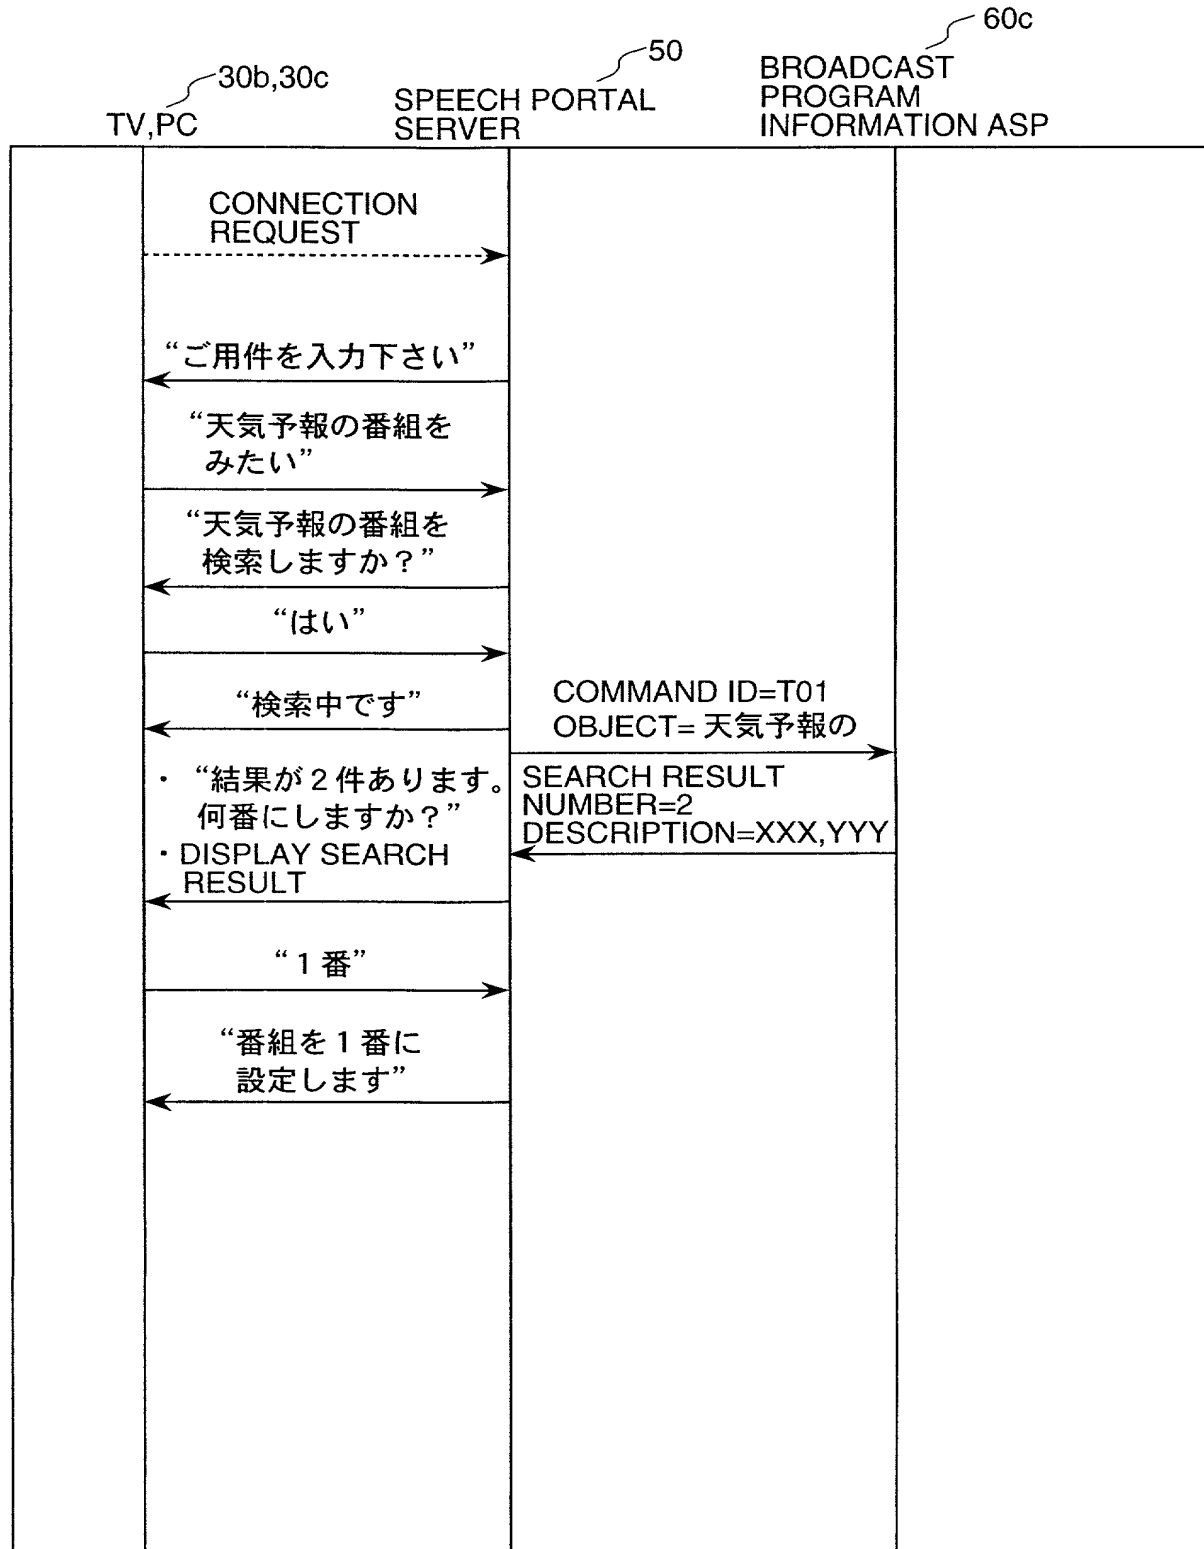 60c
50
30b,30c
BROADCAST
PROGRAM
INFORMATION ASP
SPEECH PORTAL
SERVER
TV,PC
CONNECTION
REQUEST
“ご用件を入力下さい”
“天気予報の番組を
みたい”
“天気予報の番組を
検索しますか？”
“はい”
“検索中です”
COMMAND ID=T01
OBJECT= 天気予報の
SEARCH RESULT
NUMBER=2
DESCRIPTION=XXX,YYY
・ “結果が２件あります。
何番にしますか？”
・DISPLAY SEARCH
RESULT
“１番”
“番組を１番に
設定します”